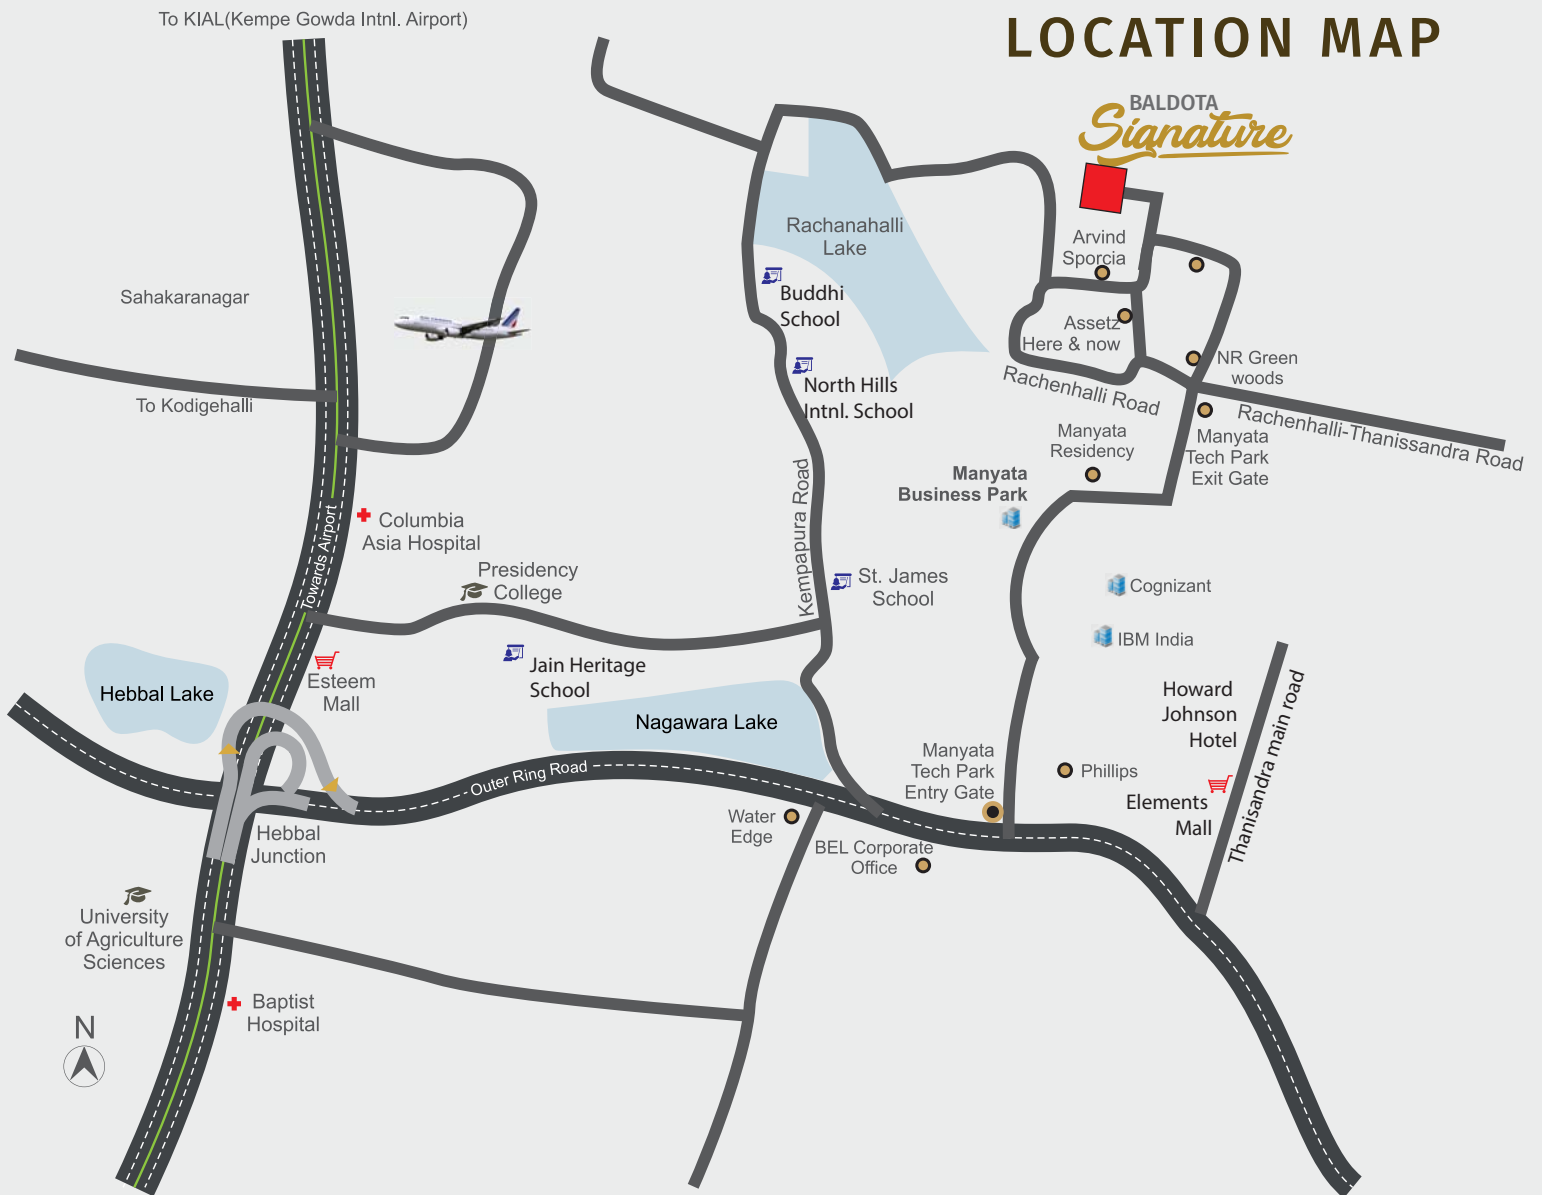 To KIAL(Kempe Gowda Intnl. Airport)
LOCATION MAP
BALDOTA
Signature
Rachanahalli
Lake
Arvind
Sporcia
Sahakaranagar
Buddhi
School
Assetz
Here & now
NR Green
woods
North Hills
Intnl. School
Rachenhalli Road
To Kodigehalli
Rachenhalli-Thanissandra Road
Manyata
Residency
Manyata
Tech Park
Exit Gate
Manyata
Business Park
Kempapura Road
Towards Airport
Columbia
Asia Hospital
Presidency
College
St. James
School
Cognizant
IBM India
Jain Heritage
School
Esteem
Mall
Hebbal Lake
Nagawara Lake
Howard
Johnson
Hotel
Thanisandra main road
Manyata
Tech Park
Entry Gate
Phillips
Outer Ring Road
Elements
Mall
Water
Edge
Hebbal
Junction
BEL Corporate
Office
University
of Agriculture
Sciences
Baptist
Hospital
N